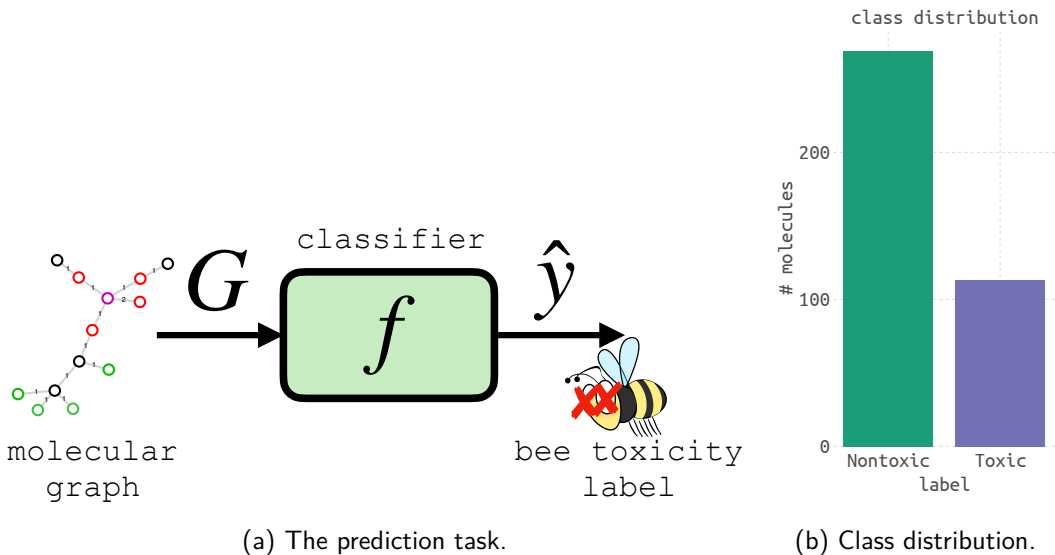 classifier
G
f
ŷ
molecular
graph
bee toxicity
label
(a) The prediction task.
class distribution
# molecules
200
100
0
Nontoxic
Toxic
label
(b) Class distribution.